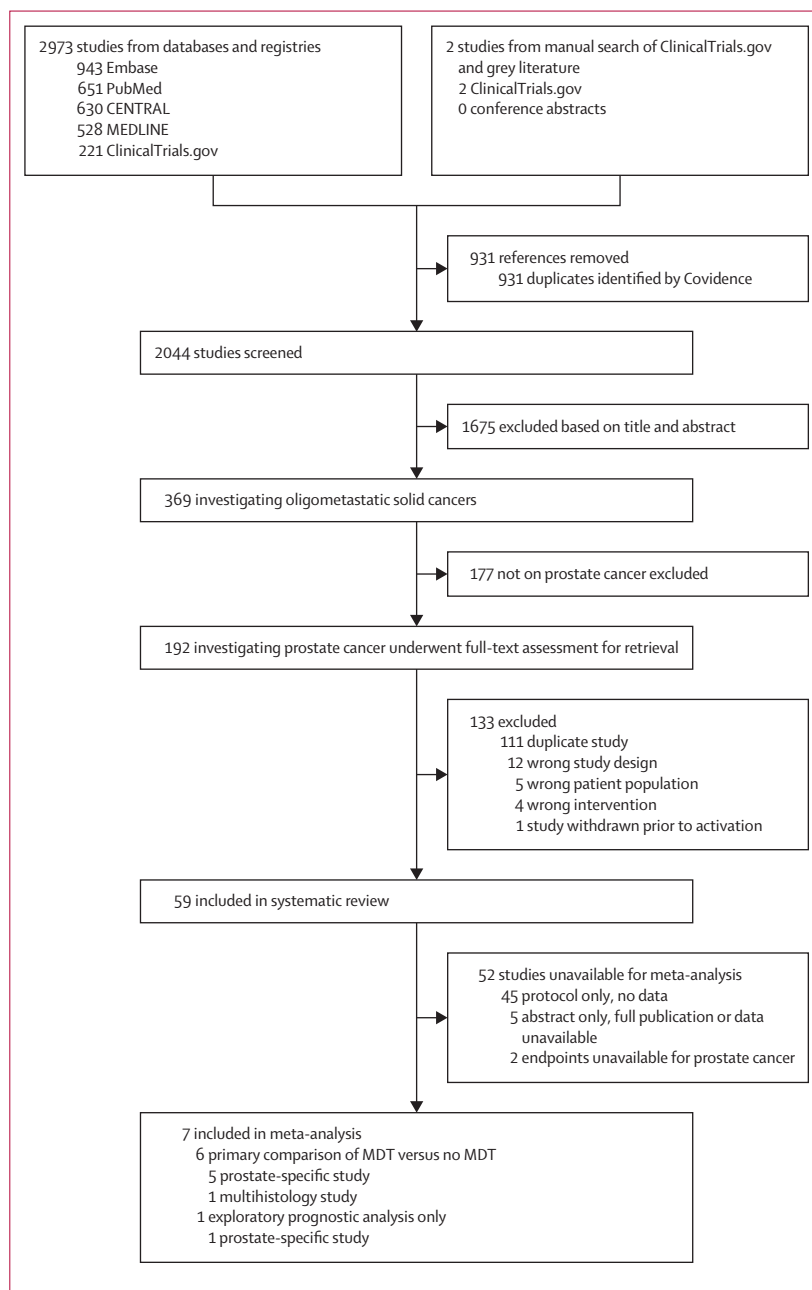 2973 studies from databases and registries
943 Embase
651 PubMed
630 CENTRAL
528 MEDLINE
221 ClinicalTrials.gov
2 studies from manual search of ClinicalTrials.gov
and grey literature
2 ClinicalTrials.gov
0 conference abstracts
931 references removed
931 duplicates identified by Covidence
2044 studies screened
1675 excluded based on title and abstract
369 investigating oligometastatic solid cancers
177 not on prostate cancer excluded
192 investigating prostate cancer underwent full-text assessment for retrieval
133 excluded
111 duplicate study
12 wrong study design
5 wrong patient population
4 wrong intervention
1 study withdrawn prior to activation
59 included in systematic review
52 studies unavailable for meta-analysis
45 protocol only, no data
5 abstract only, full publication or data
unavailable
2 endpoints unavailable for prostate cancer
7 included in meta-analysis
6 primary comparison of MDT versus no MDT
5 prostate-specific study
1 multihistology study
1 exploratory prognostic analysis only
1 prostate-specific study